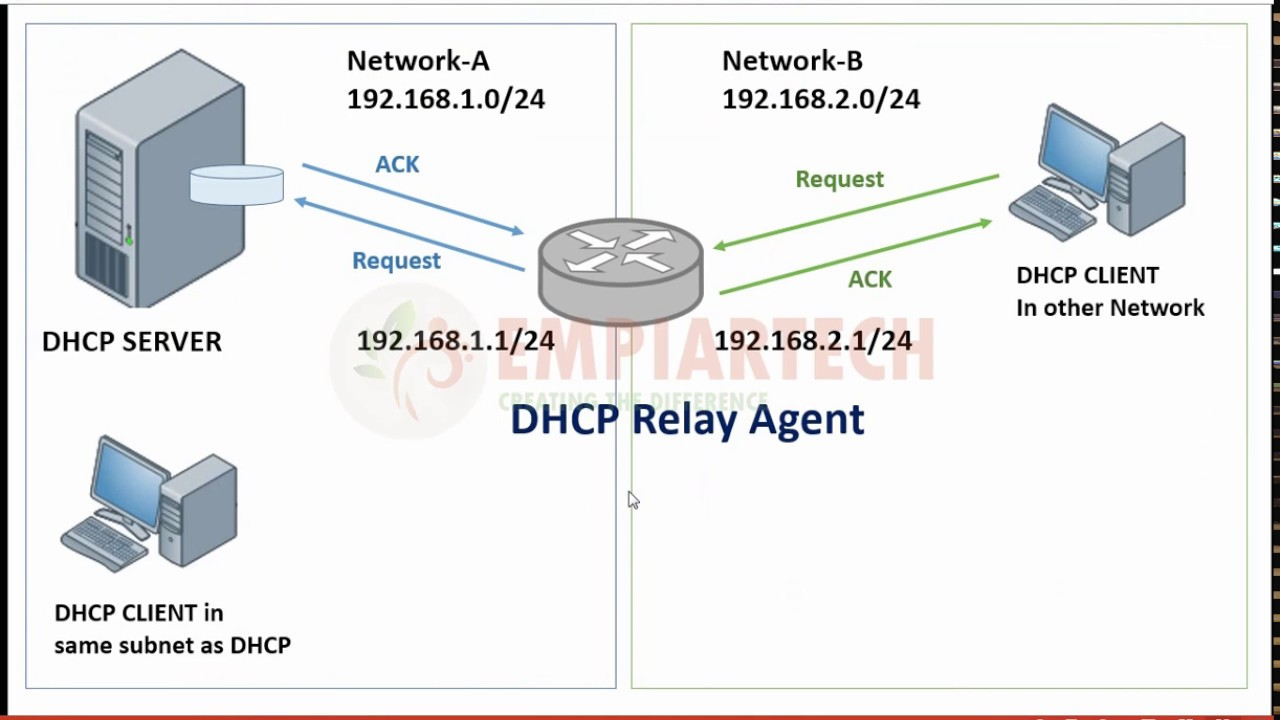 Network-A
192.168.1.0/24
Network-B
192.168.2.0/24
ACK
Request
Request
ACK
DHCP SERVER
192.168.1.1/24
192.168.2.1/24
DHCP CLIENT
In other Network
EMPIARTECH
CREATING THE DIFFERENCE
DHCP Relay Agent
DHCP CLIENT in
same subnet as DHCP